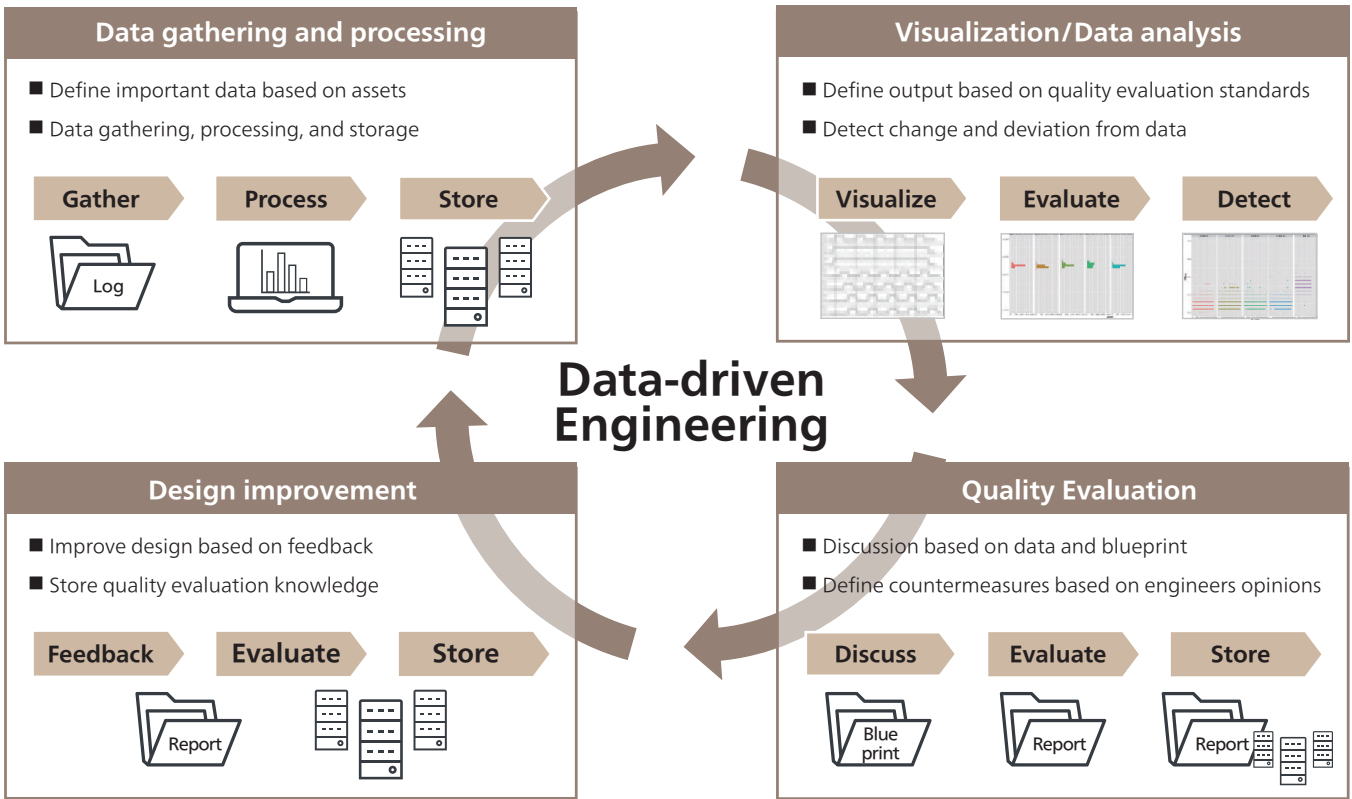 Data gathering and processing
■ Define important data based on assets
■ Data gathering, processing, and storage
Gather
Process
Store
Log
Visualization/Data analysis
■ Define output based on quality evaluation standards
■ Detect change and deviation from data
Visualize
Evaluate
Detect
Data-driven
Engineering
Design improvement
■ Improve design based on feedback
■ Store quality evaluation knowledge
Feedback
Evaluate
Store
Report
Quality Evaluation
■ Discussion based on data and blueprint
■ Define countermeasures based on engineers opinions
Discuss
Evaluate
Store
Blue
print
Report
Report